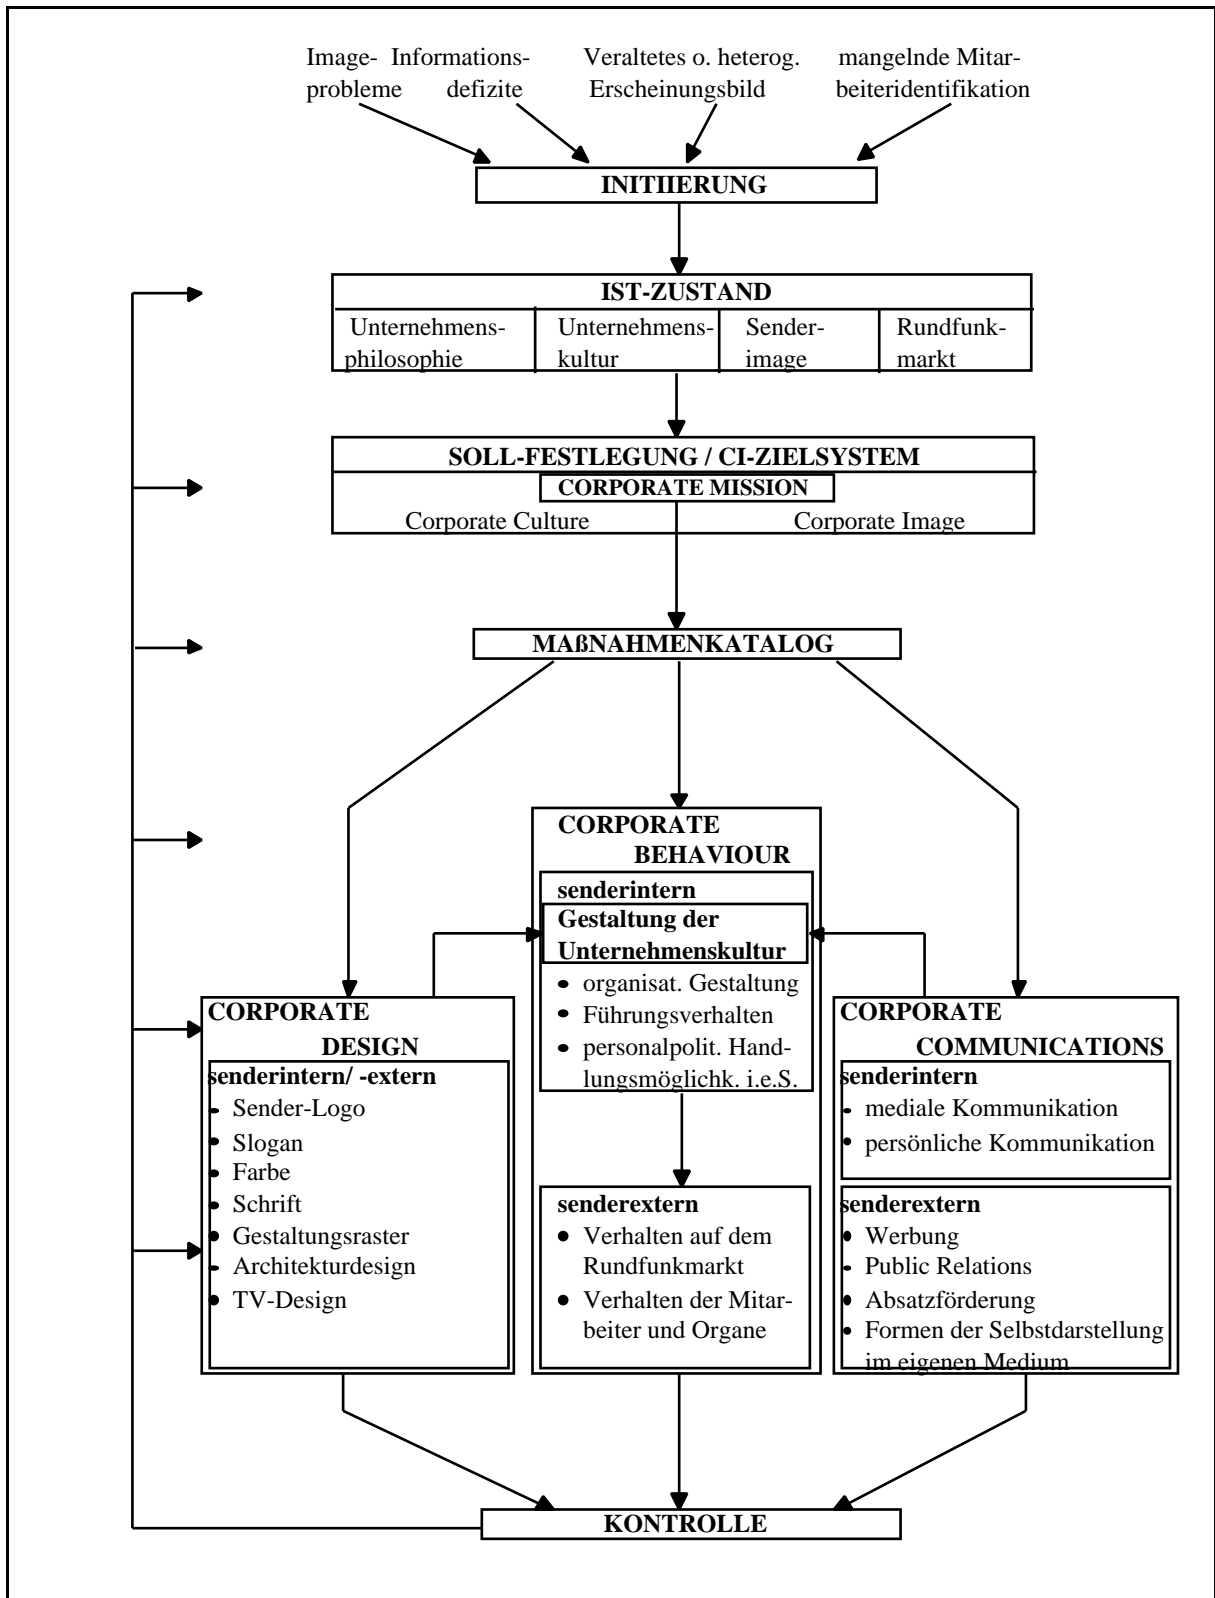 Image- Informations- Veraltetes o. heterog. mangelnde Mitar-
probleme defizite Erscheinungsbild beiteridentifikation
INITIIERUNG
IST-ZUSTAND
Unternehmens-
philosophie
Unternehmens-
kultur
Sender-
image
Rundfunk-
markt
SOLL-FESTLEGUNG / CI-ZIELSYSTEM
CORPORATE MISSION
Corporate Culture
Corporate Image
MAßNAHMENKATALOG
CORPORATE
BEHAVIOUR
senderintern
Gestaltung der
Unternehmenskultur
• organisat. Gestaltung
• Führungsverhalten
• personalpolit. Hand-
lungsmöglichk. i.e.S.
senderextern
• Verhalten auf dem
Rundfunkmarkt
• Verhalten der Mitar-
beiter und Organe
CORPORATE
DESIGN
senderintern/ -extern
• Sender-Logo
• Slogan
• Farbe
• Schrift
• Gestaltungsraster
• Architekturdesign
• TV-Design
CORPORATE
COMMUNICATIONS
senderintern
• mediale Kommunikation
• persönliche Kommunikation
senderextern
• Werbung
• Public Relations
• Absatzförderung
• Formen der Selbstdarstellung
im eigenen Medium
KONTROLLE